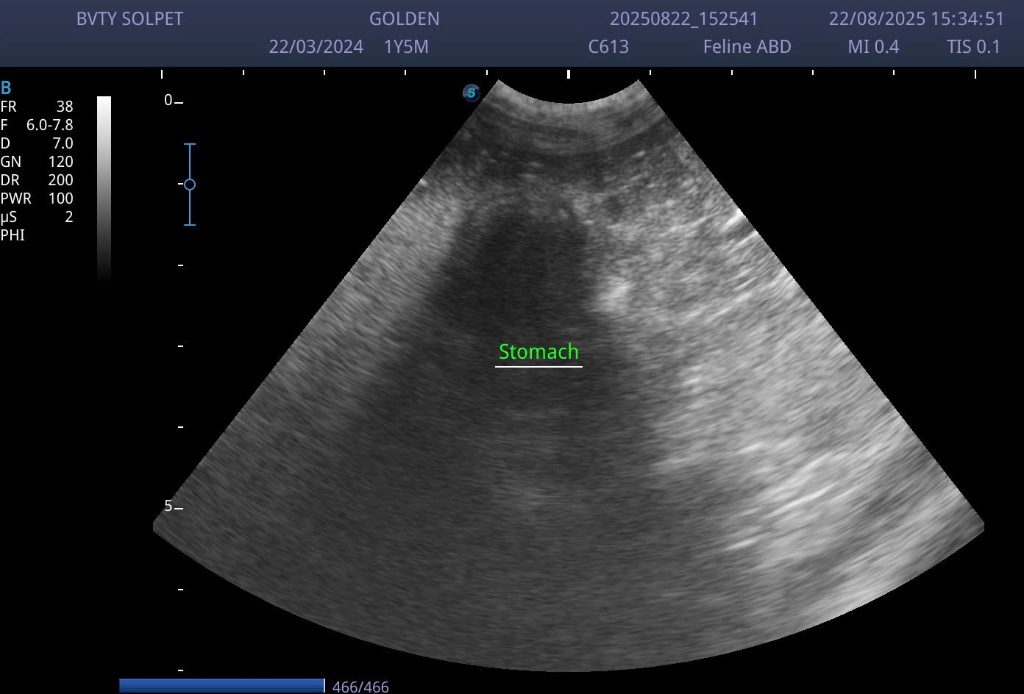 BVTY SOLPET GOLDEN 20250822_152541 22/08/2025 15:34:51
22/03/2024 1Y5M C613 Feline ABD MI 0.4 TIS 0.1
B
FR 38
F 6.0-7.8
D 7.0
GN 120
DR 200
PWR 100
µS 2
PHI
0
S
Stomach
5
466/466